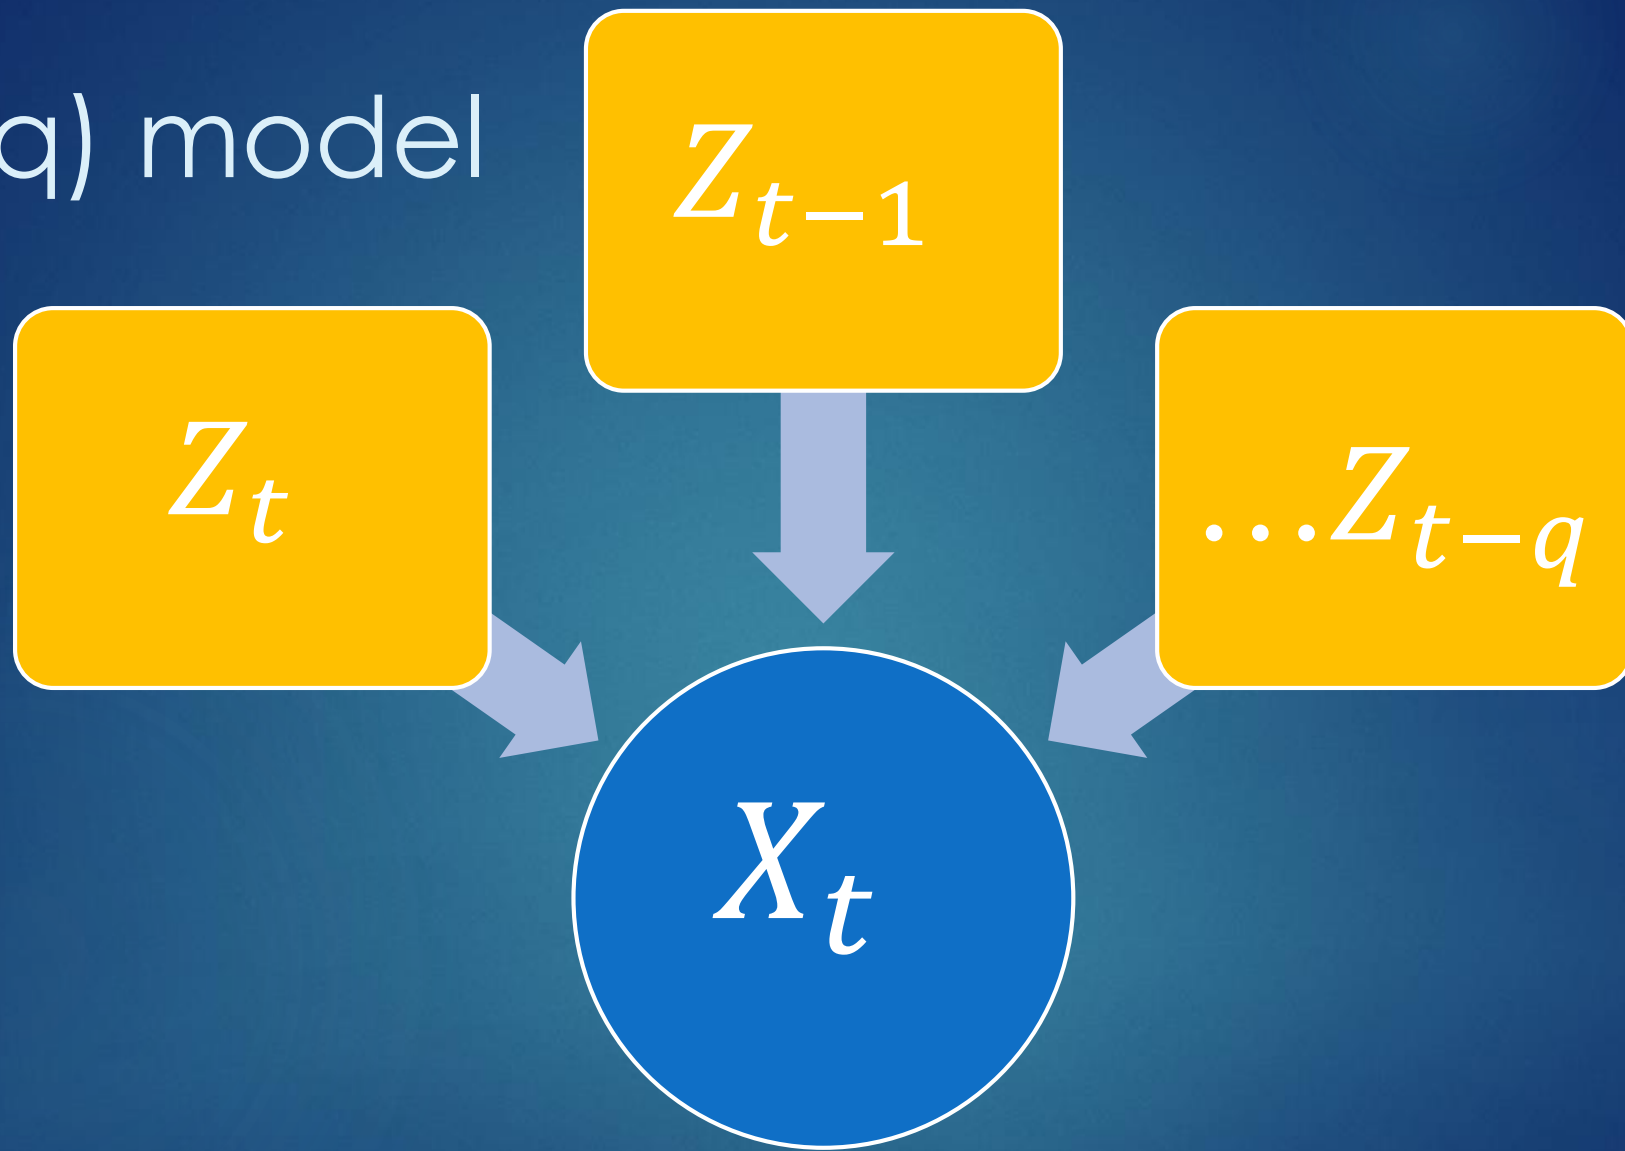 q) model
Z_{t-1}
Z_t
...Z_{t-q}
X_t